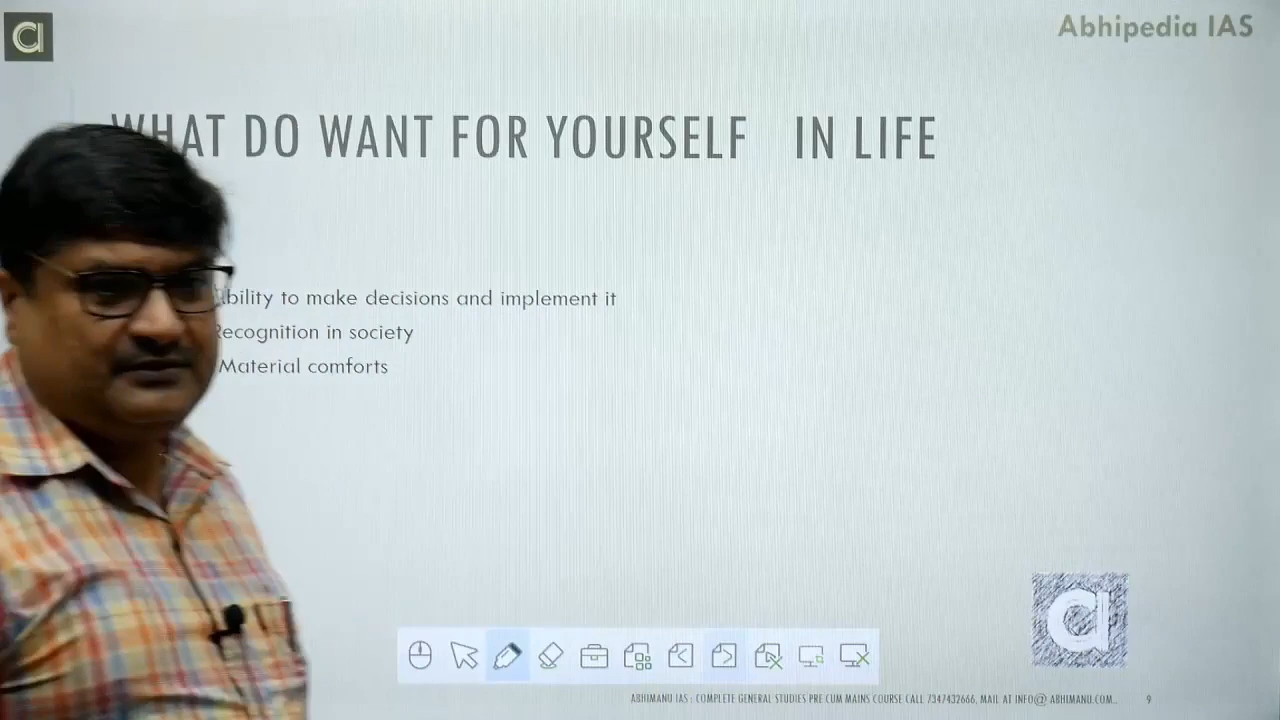 a
Abhipedia IAS
WHAT DO WANT FOR YOURSELF IN LIFE
Ability to make decisions and implement it
Recognition in society
Material comforts
a
ABHIMANU IAS : COMPLETE GENERAL STUDIES PRE CUM MAINS COURSE CALL 7347432666, MAIL AT INFO@ ABHIMANU.COM.. 9